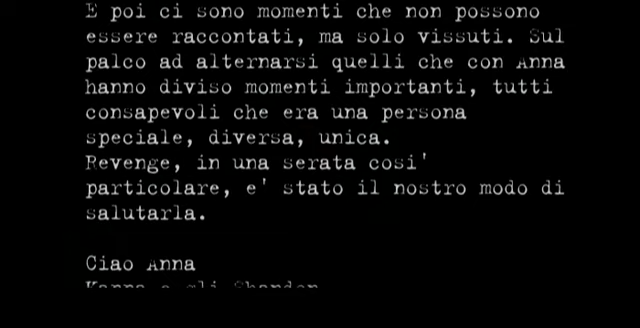 E poi ci sono momenti che non possono
essere raccontati, ma solo vissuti. Sul
palco ad alternarsi quelli che con Anna
hanno diviso momenti importanti, tutti
consapevoli che era una persona
speciale, diversa, unica.
Revenge, in una serata cosi'
particolare, e' stato il nostro modo di
salutarla.
Ciao Anna
e gli